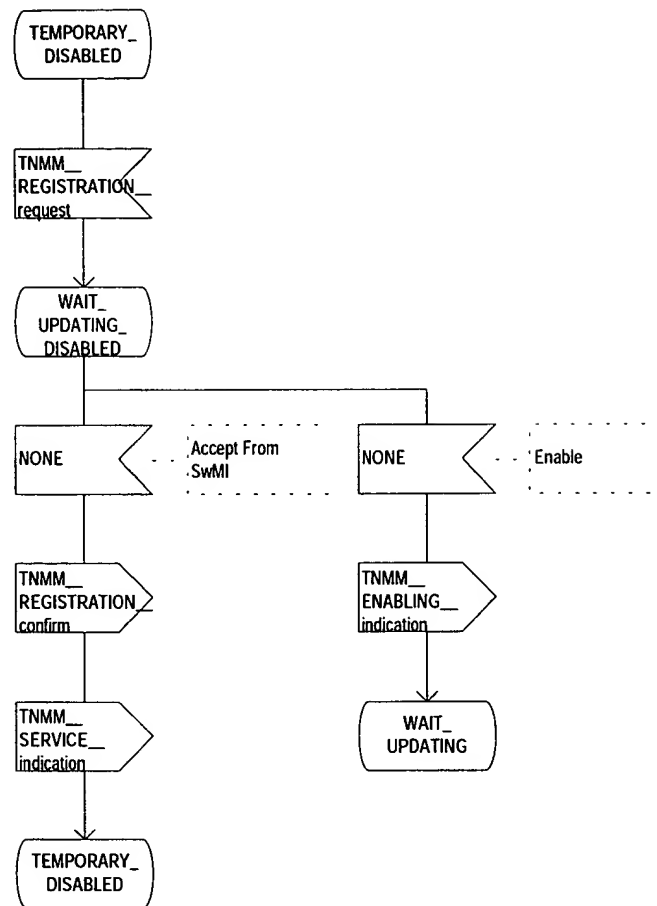 TEMPORARY_
DISABLED
TNMM__
REGISTRATION__
request
WAIT_
UPDATING_
DISABLED
NONE
Accept From
SwMI
NONE
Enable
TNMM__
REGISTRATION__
confirm
TNMM__
ENABLING__
indication
TNMM__
SERVICE__
indication
WAIT_
UPDATING
TEMPORARY_
DISABLED